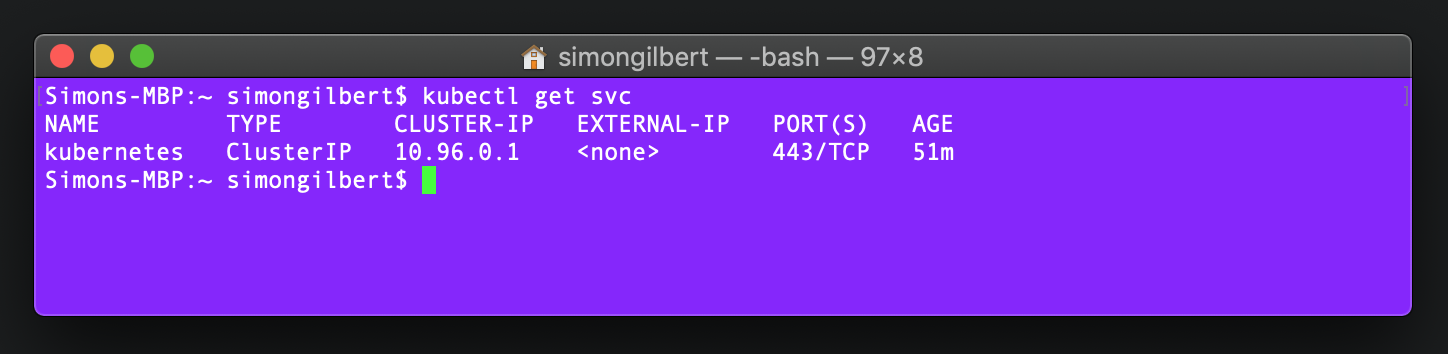 simongilbert — -bash — 97×8
[Simons-MBP:~ simongilbert$ kubectl get svc ]
NAME TYPE CLUSTER-IP EXTERNAL-IP PORT(S) AGE
kubernetes ClusterIP 10.96.0.1 <none> 443/TCP 51m
Simons-MBP:~ simongilbert$